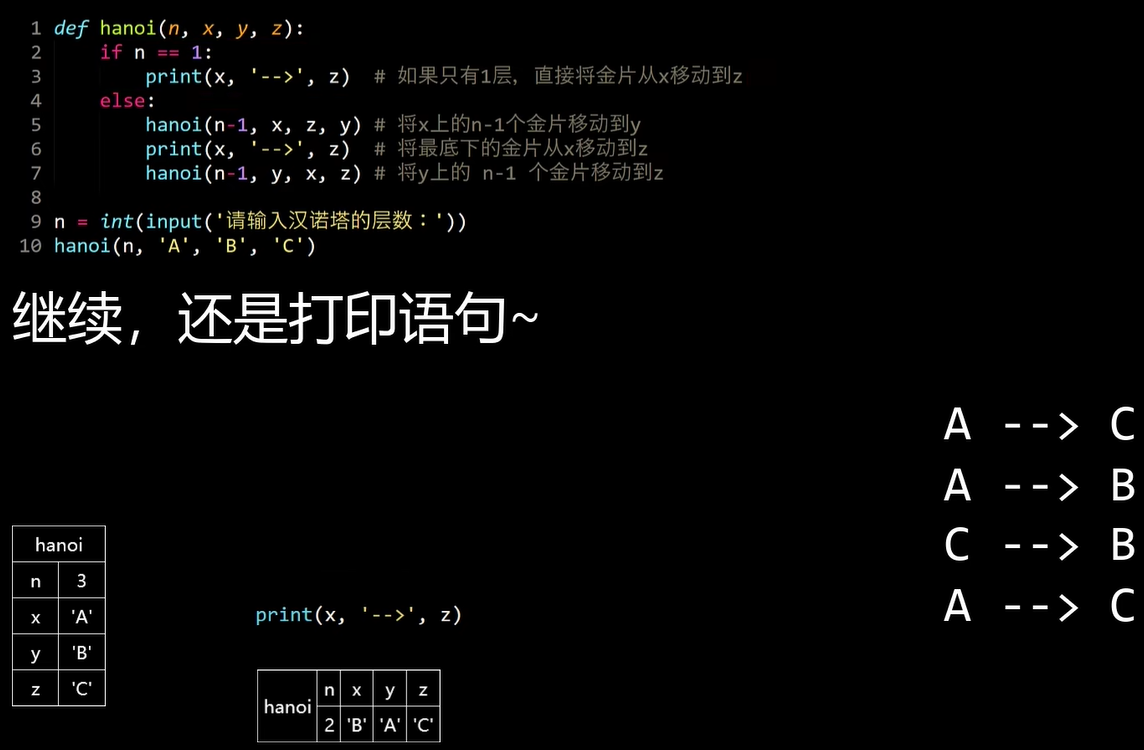 1 def hanoi(n, x, y, z):
2 if n == 1:
3 print(x, '-->', z) # 如果只有1层，直接将金片从x移动到z
4 else:
5 hanoi(n-1, x, z, y) # 将x上的n-1个金片移动到y
6 print(x, '-->', z) # 将最底下的金片从x移动到z
7 hanoi(n-1, y, x, z) # 将y上的 n-1 个金片移动到z
8
9 n = int(input('请输入汉诺塔的层数：'))
10 hanoi(n, 'A', 'B', 'C')
继续，还是打印语句~
A --> C
A --> B
C --> B
A --> C
hanoi
n 3
x 'A'
y 'B'
z 'C'
print(x, '-->', z)
hanoi
n x y z
2 'B' 'A' 'C'